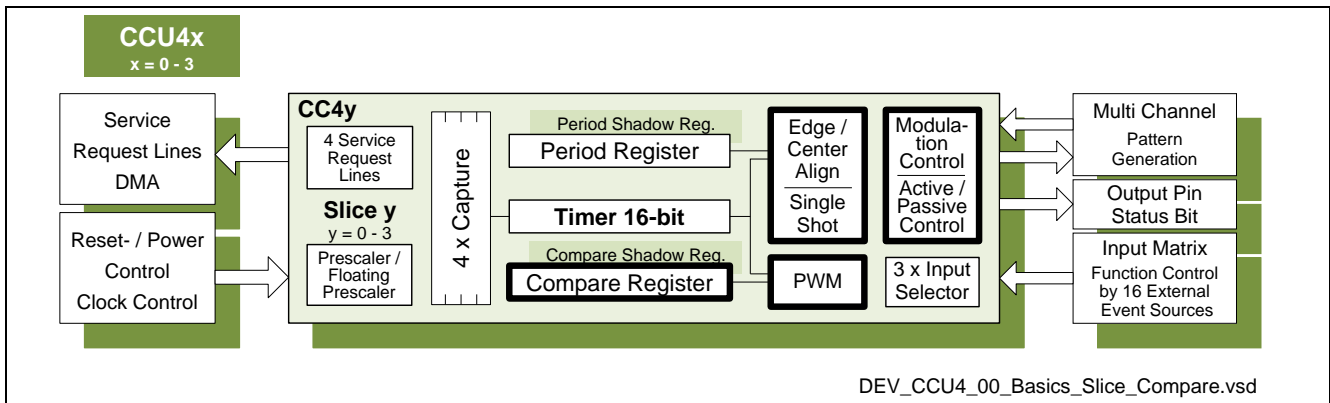 CCU4x
x = 0 - 3
Service
Request Lines
DMA
Reset- / Power
Control
Clock Control
CC4y
4 Service
Request
Lines
Slice y
y = 0 - 3
Prescaler /
Floating
Prescaler
4 x Capture
Period Shadow Reg.
Period Register
Timer 16-bit
Compare Shadow Reg.
Compare Register
Edge /
Center
Align
Single
Shot
PWM
Modula-
tion
Control
Active /
Passive
Control
3 x Input
Selector
Multi Channel
Pattern
Generation
Output Pin
Status Bit
Input Matrix
Function Control
by 16 External
Event Sources
DEV_CCU4_00_Basics_Slice_Compare.vsd